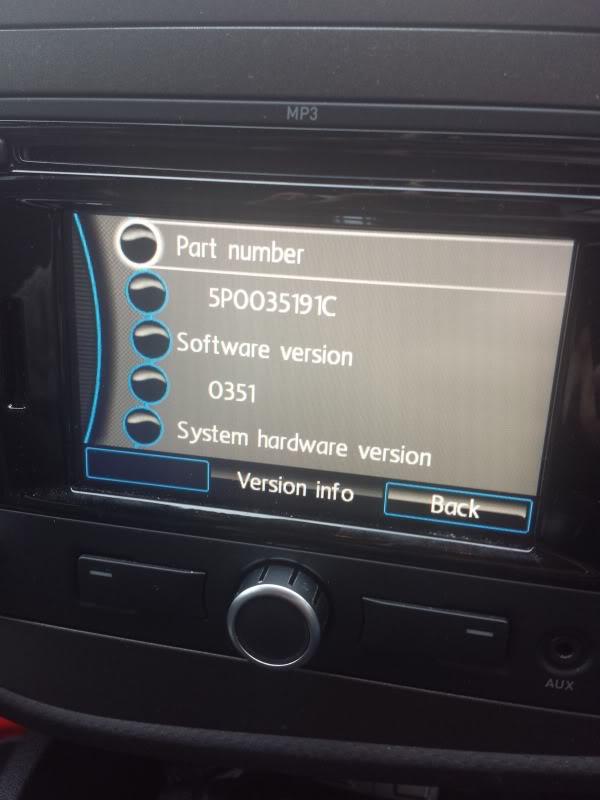 MP3
Part number
5P0035191C
Software version
0351
System hardware version
Version info
Back
AUX